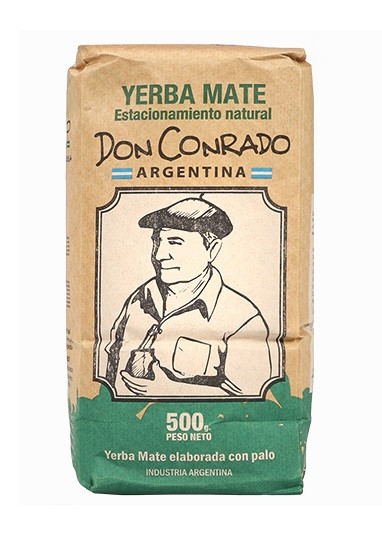 YERBA MATE
Estacionamiento natural
DON CONRADO
ARGENTINA
500g.
PESO NETO
Yerba Mate elaborada con palo
INDUSTRIA ARGENTINA